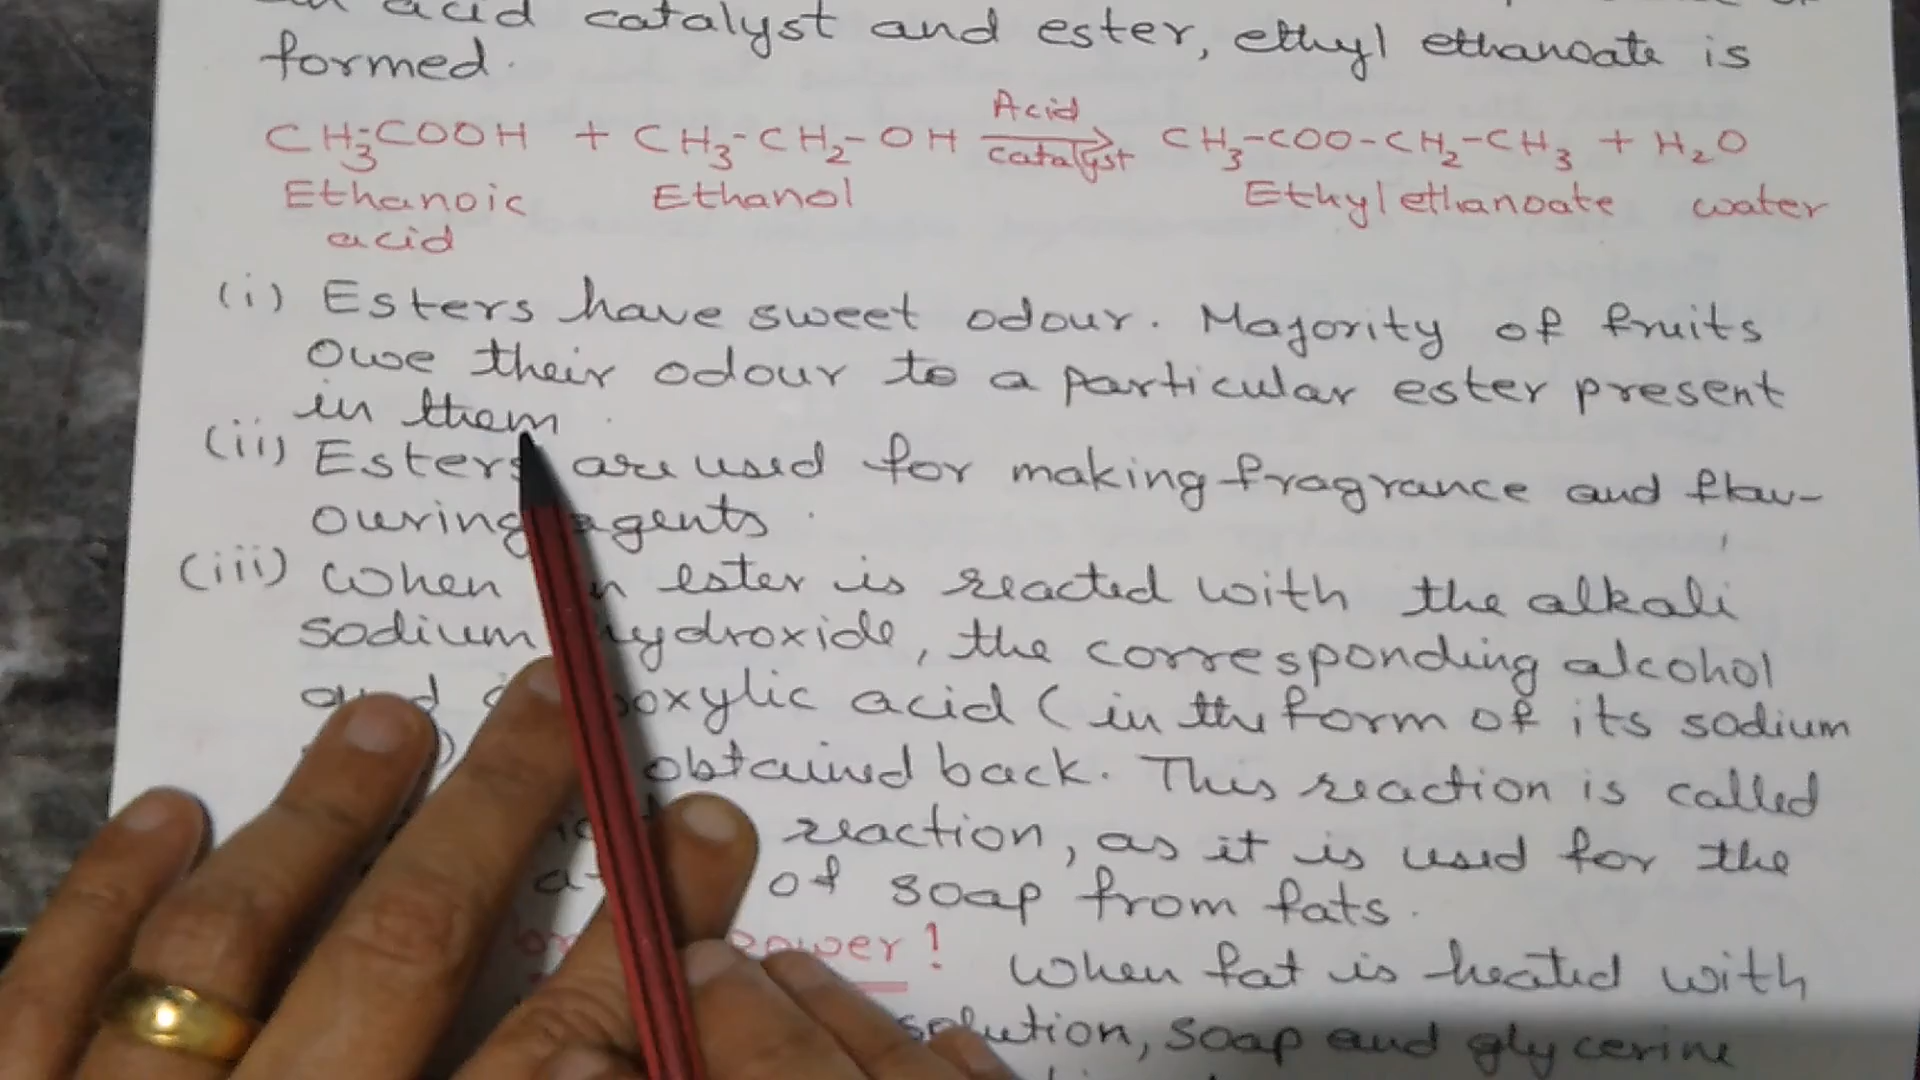 acid catalyst and ester, ethyl ethanoate is
formed.
CH3-COOH + CH3-CH2-OH Acid catalyst → CH3-COO-CH2-CH3 + H2O
Ethanoic acid Ethanol Ethyl ethanoate water
(i) Esters have sweet odour. Majority of fruits
owe their odour to a particular ester present
in them.
(ii) Esters are used for making fragrance and flav-
ouring agents.
(iii) When ester is reacted with the alkali
sodium hydroxide, the corresponding alcohol
and carboxylic acid (in the form of its sodium
obtained back. This reaction is called
reaction, as it is used for the
of soap from fats.
power!
When fat is heated with
solution, soap and glycerine